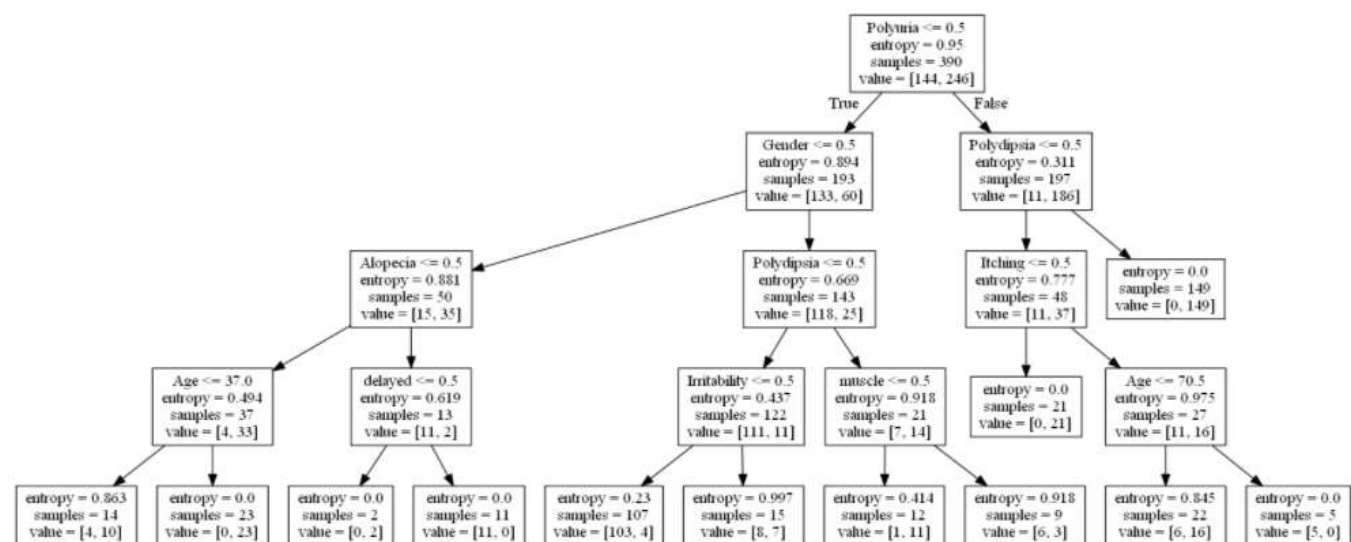 Polyuria <= 0.5
entropy = 0.95
samples = 390
value = [144, 246]
True
False
Gender <= 0.5
entropy = 0.894
samples = 193
value = [133, 60]
Polydipsia <= 0.5
entropy = 0.311
samples = 197
value = [11, 186]
Alopecia <= 0.5
entropy = 0.881
samples = 50
value = [15, 35]
Polydipsia <= 0.5
entropy = 0.669
samples = 143
value = [118, 25]
Itching <= 0.5
entropy = 0.777
samples = 48
value = [11, 37]
entropy = 0.0
samples = 149
value = [0, 149]
Age <= 37.0
entropy = 0.494
samples = 37
value = [4, 33]
delayed <= 0.5
entropy = 0.619
samples = 13
value = [11, 2]
Irritability <= 0.5
entropy = 0.437
samples = 122
value = [111, 11]
muscle <= 0.5
entropy = 0.918
samples = 21
value = [7, 14]
entropy = 0.0
samples = 21
value = [0, 21]
Age <= 70.5
entropy = 0.975
samples = 27
value = [11, 16]
entropy = 0.863
samples = 14
value = [4, 10]
entropy = 0.0
samples = 23
value = [0, 23]
entropy = 0.0
samples = 2
value = [0, 2]
entropy = 0.0
samples = 11
value = [11, 0]
entropy = 0.23
samples = 107
value = [103, 4]
entropy = 0.997
samples = 15
value = [8, 7]
entropy = 0.414
samples = 12
value = [1, 11]
entropy = 0.918
samples = 9
value = [6, 3]
entropy = 0.845
samples = 22
value = [6, 16]
entropy = 0.0
samples = 5
value = [5, 0]